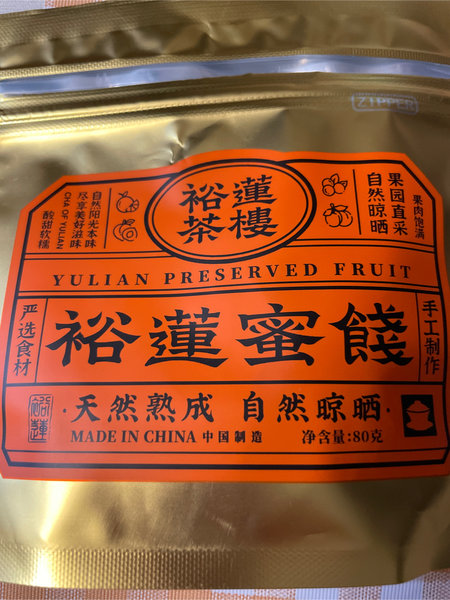 ZIPPER
裕蓮
茶樓
自然阳光本味
尽享美好滋味
CHA OF YULIAN
酸甜软糯
果肉饱满
果园直采
自然晾晒
YULIAN PRESERVED FRUIT
严选食材
裕蓮蜜餞
手工制作
裕蓮
·天然熟成 自然晾晒·
MADE IN CHINA 中国制造
净含量:80克